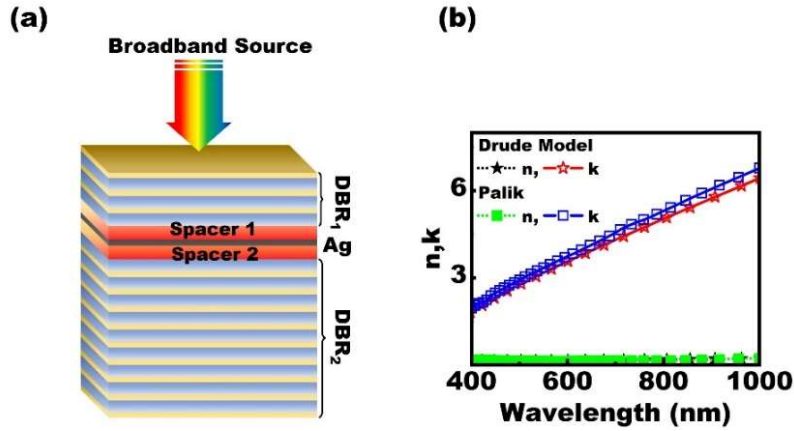 (a)
Broadband Source
DBR1
Spacer 1
Ag
Spacer 2
DBR2
(b)
Drude Model
n, k
Palik
n, k
6
3
n,k
400 600 800 1000
Wavelength (nm)